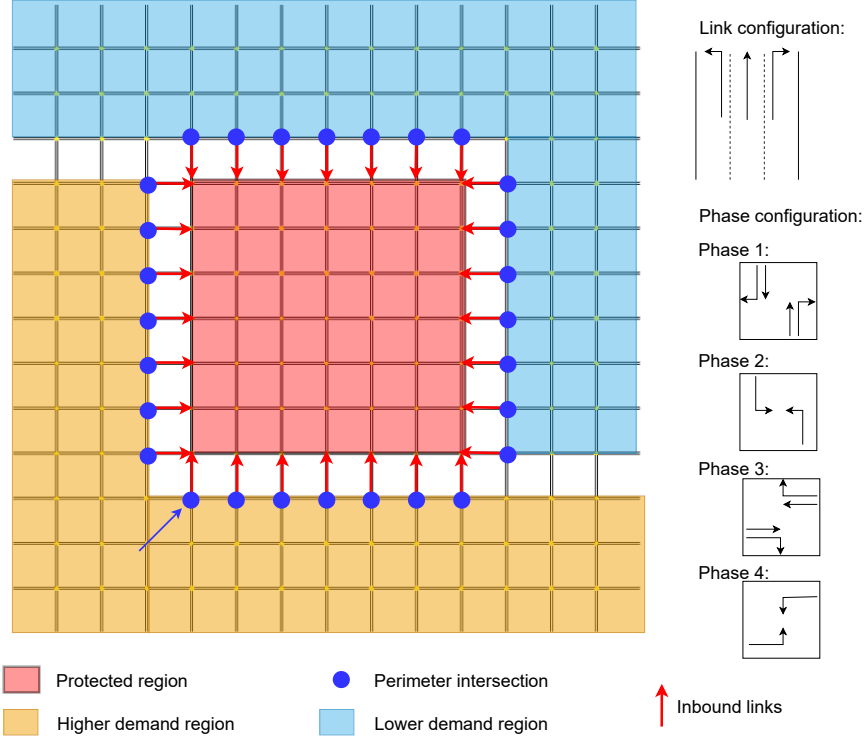 Link configuration:
Phase configuration:
Phase 1:
Phase 2:
Phase 3:
Phase 4:
Protected region
Perimeter intersection
Higher demand region
Lower demand region
Inbound links